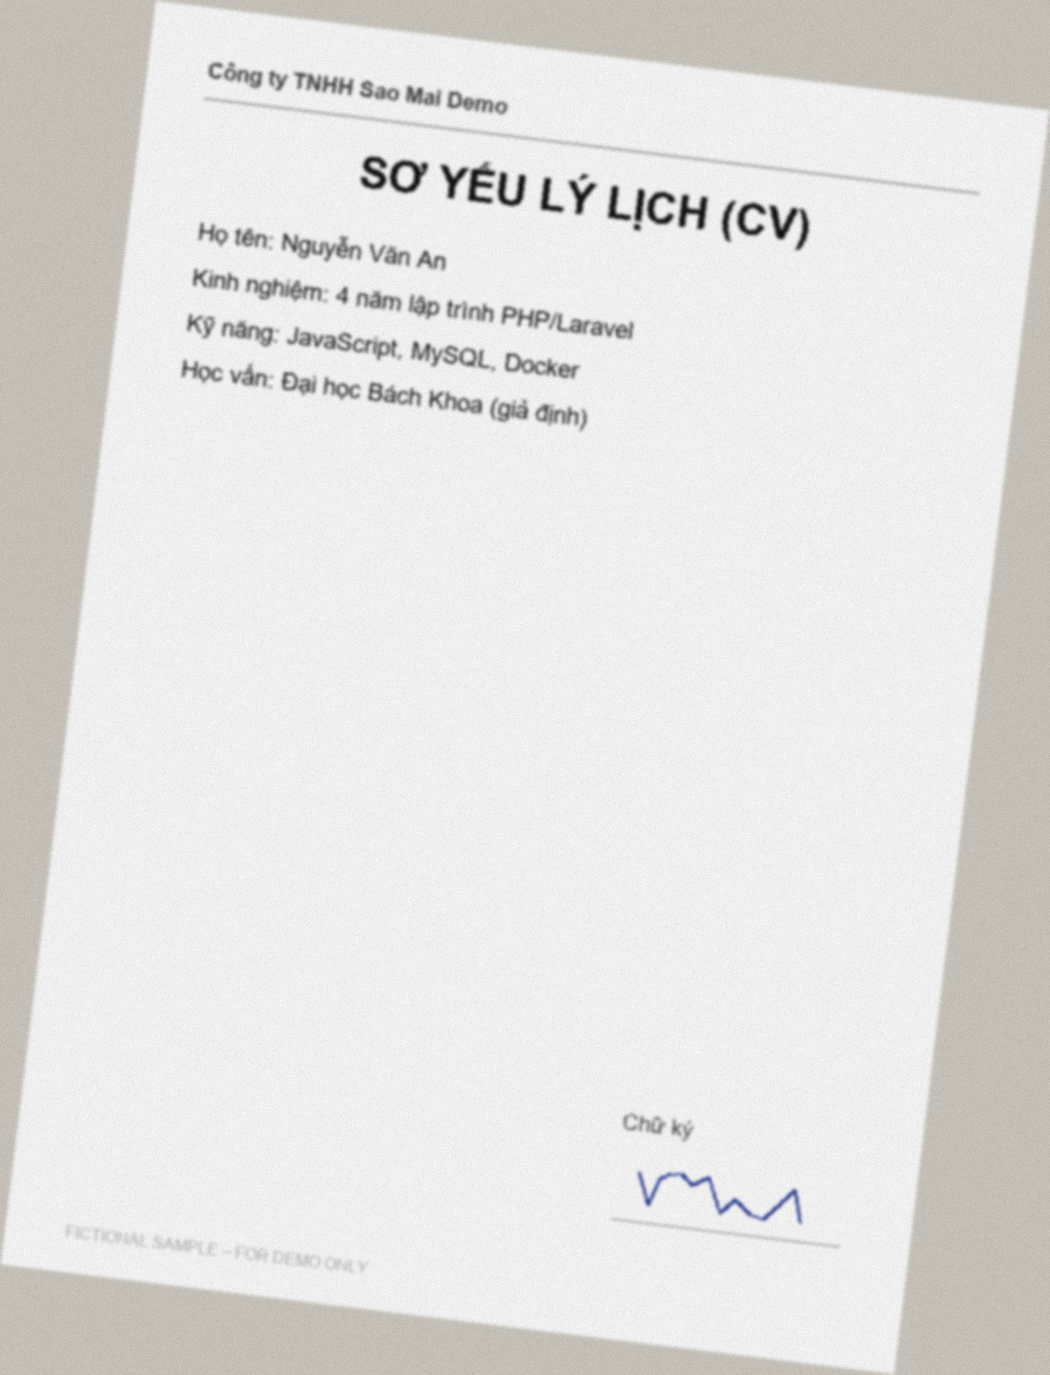 Công ty TNHH Sao Mai Demo
SƠ YẾU LÝ LỊCH (CV)
Họ tên: Nguyễn Văn An
Kinh nghiệm: 4 năm lập trình PHP/Laravel
Kỹ năng: JavaScript, MySQL, Docker
Học vấn: Đại học Bách Khoa (giả định)
Chữ ký
FICTIONAL SAMPLE – FOR DEMO ONLY